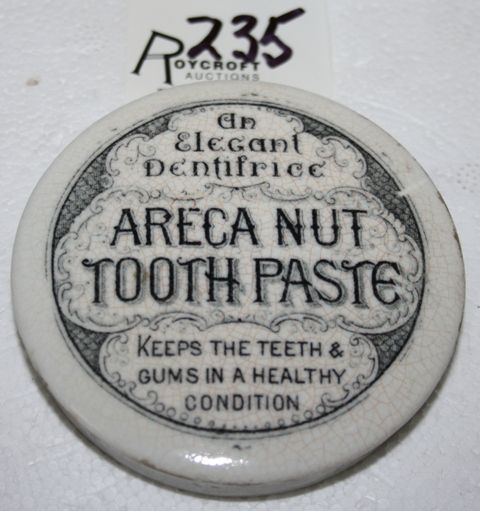 235
ROYCROFT
AUCTIONS
An
Elegant
Dentifrice
ARECA NUT
TOOTH PASTE
KEEPS THE TEETH &
GUMS IN A HEALTHY
CONDITION